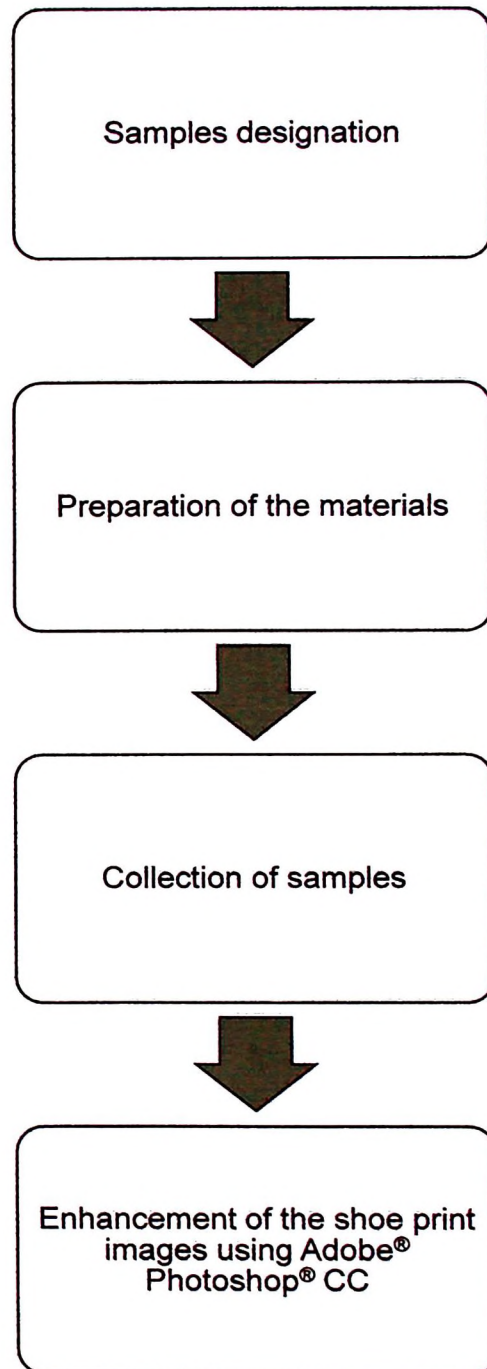 Samples designation
Preparation of the materials
Collection of samples
Enhancement of the shoe print
images using Adobe®
Photoshop® CC